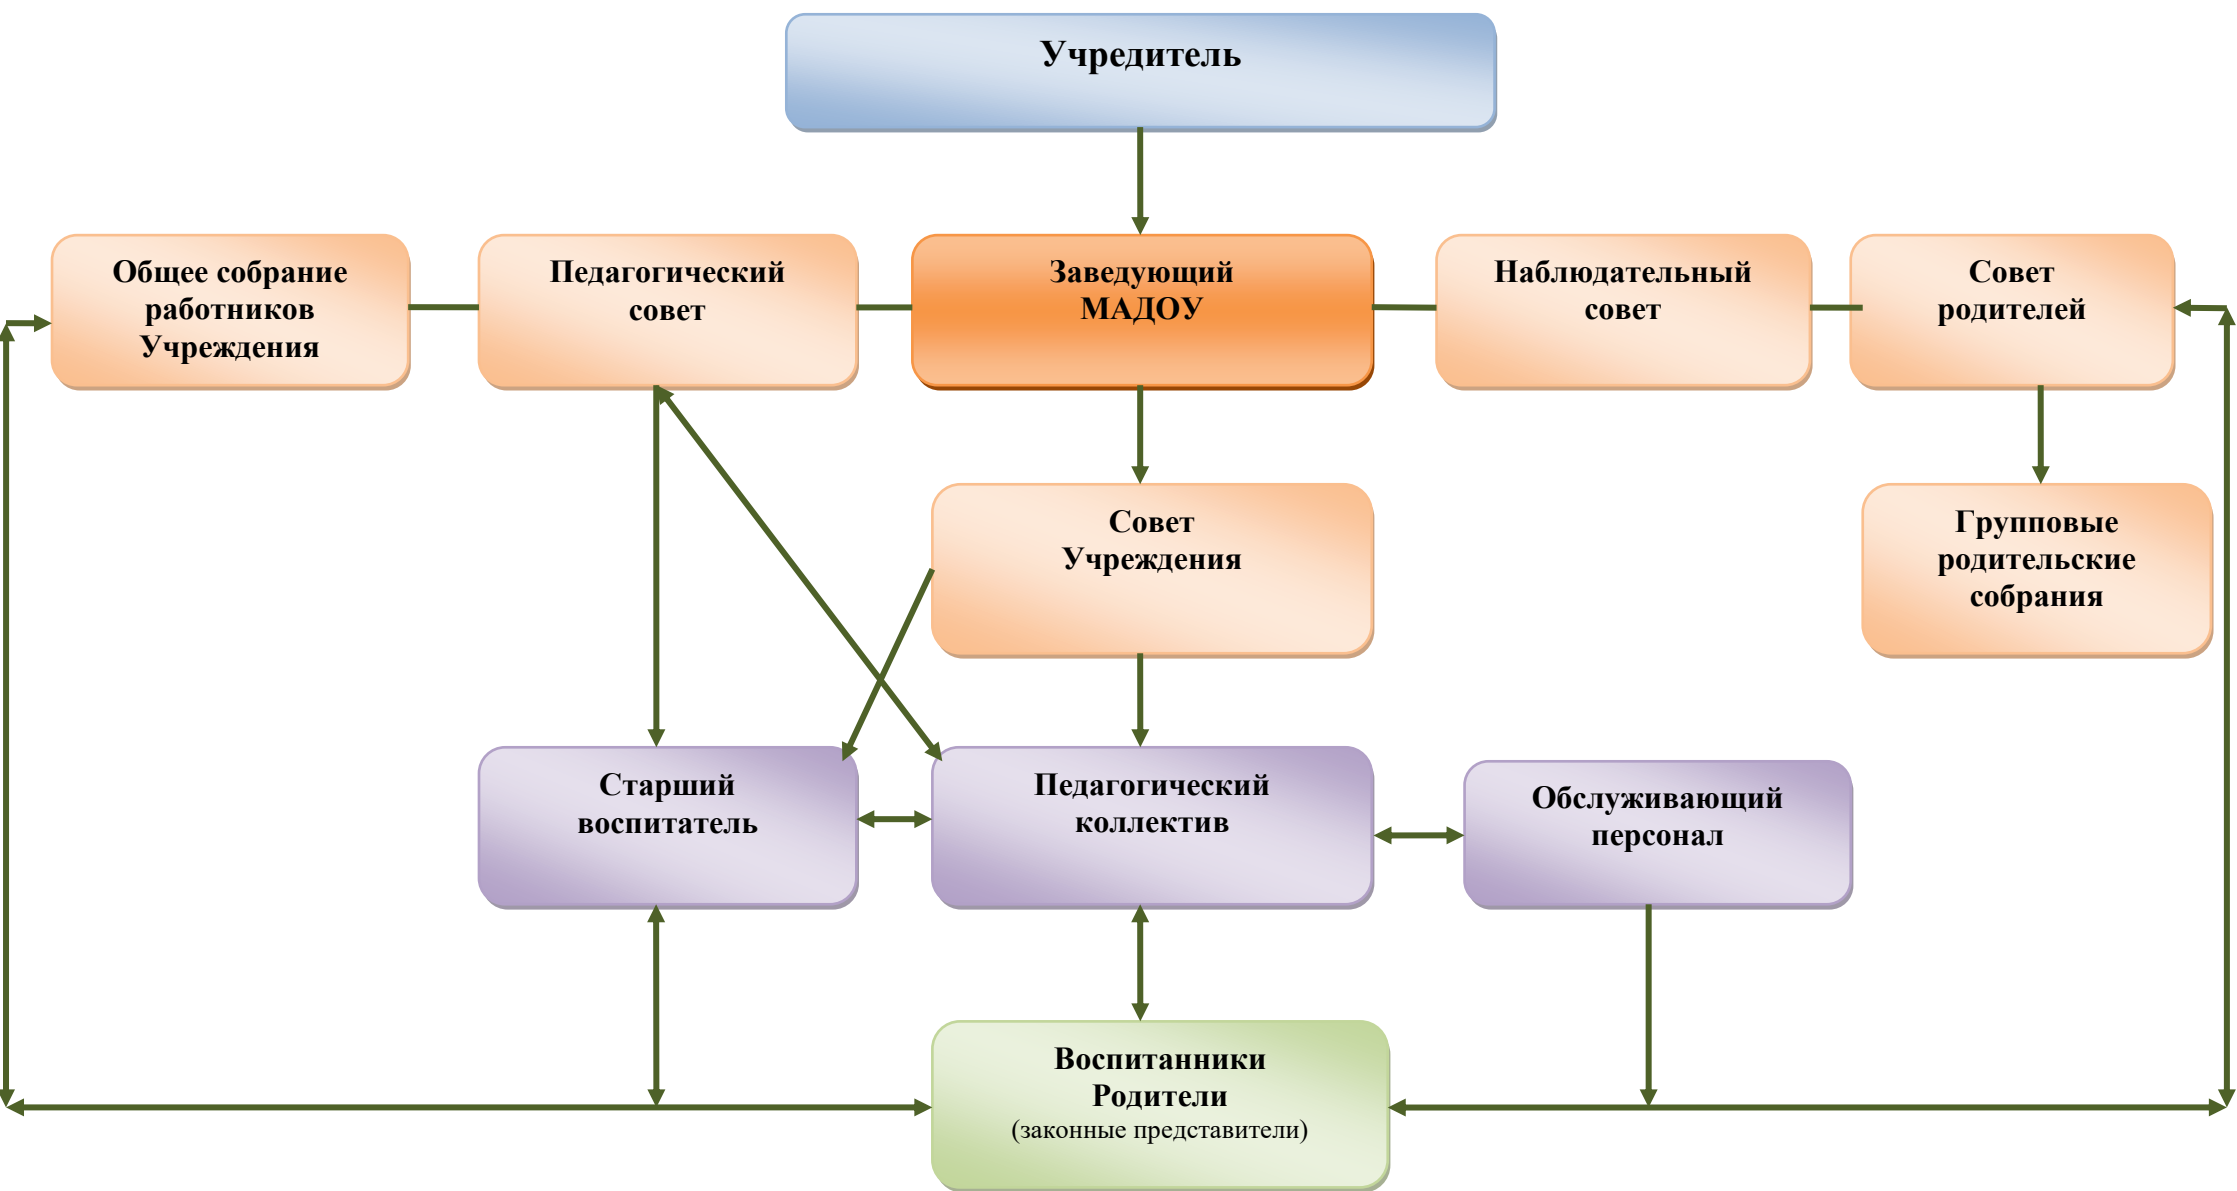 Учредитель
Общее собрание
работников
Учреждения
Педагогический
совет
Заведующий
МАДОУ
Наблюдательный
совет
Совет
родителей
Совет
Учреждения
Групповые
родительские
собрания
Старший
воспитатель
Педагогический
коллектив
Обслуживающий
персонал
Воспитанники
Родители
(законные представители)